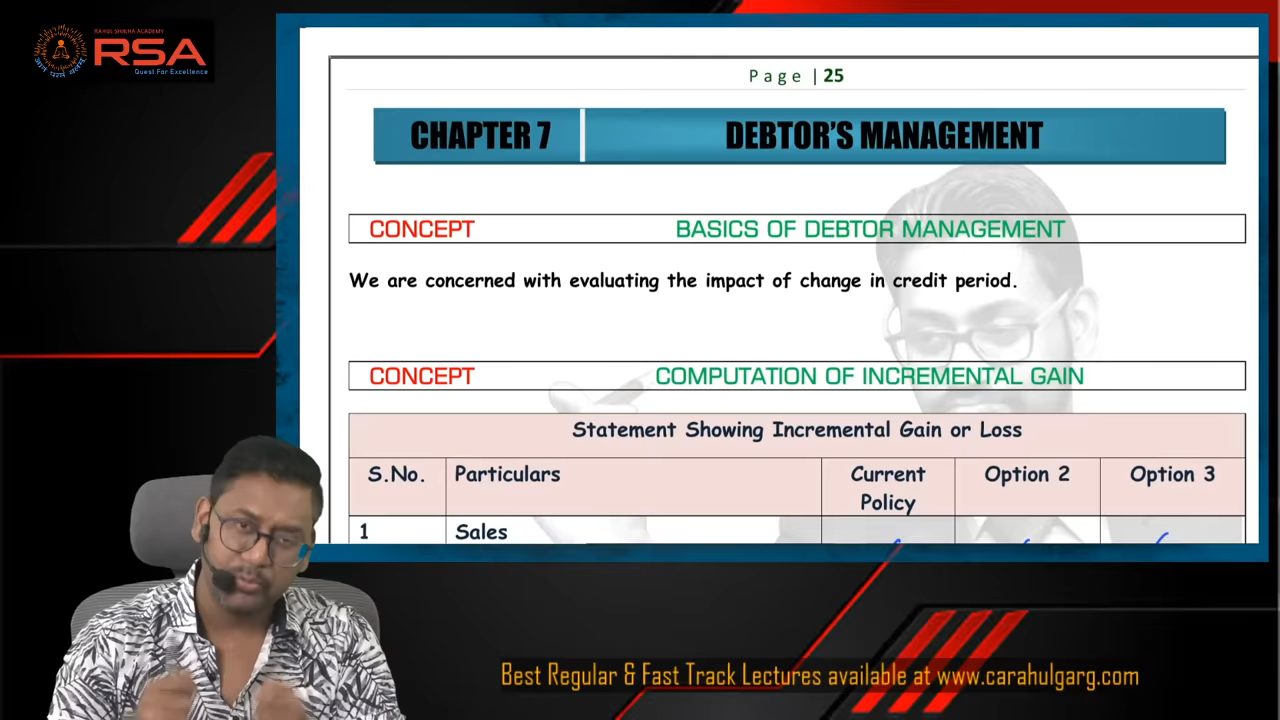 RAHUL SHIKHA ACADEMY
RSA
Quest For Excellence
Page | 25
CHAPTER 7
DEBTOR'S MANAGEMENT
CONCEPT
BASICS OF DEBTOR MANAGEMENT
We are concerned with evaluating the impact of change in credit period.
CONCEPT
COMPUTATION OF INCREMENTAL GAIN
Statement Showing Incremental Gain or Loss
S.No. Particulars Current Policy Option 2 Option 3
1 Sales
Best Regular & Fast Track Lectures available at www.carahulgarg.com